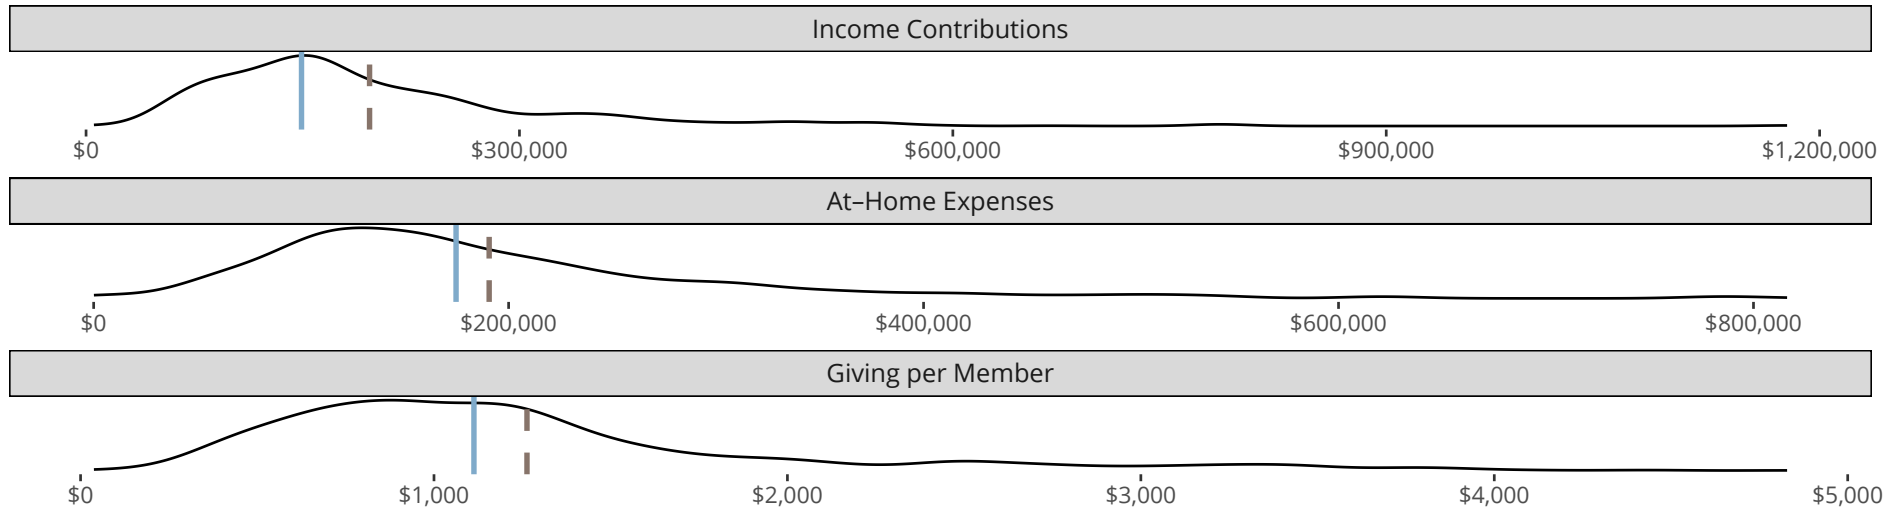 Income Contributions
$0 $300,000 $600,000 $900,000 $1,200,000
At–Home Expenses
$0 $200,000 $400,000 $600,000 $800,000
Giving per Member
$0 $1,000 $2,000 $3,000 $4,000 $5,000